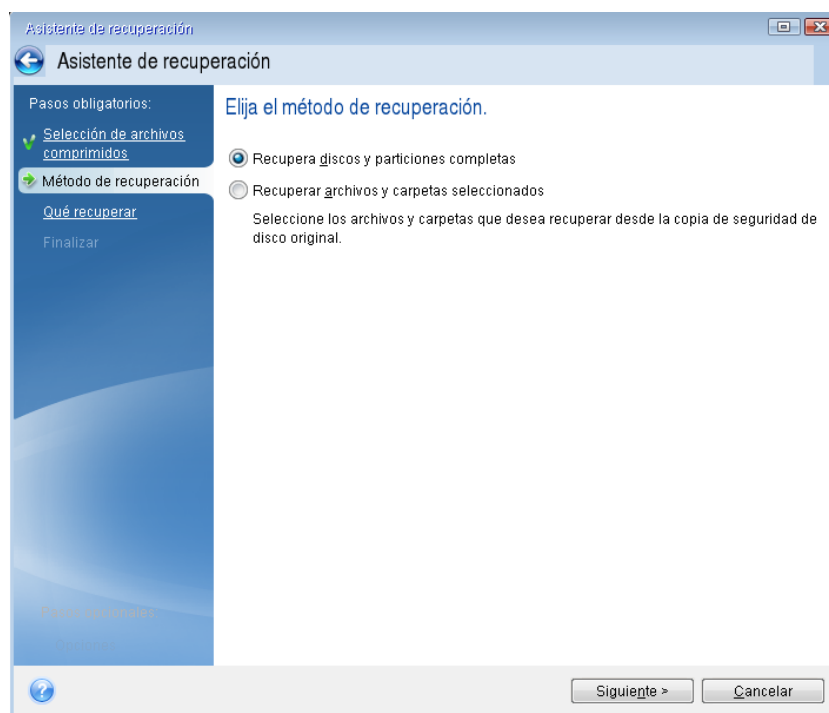 Asistente de recuperación
Asistente de recuperación
Pasos obligatorios:
Selección de archivos
comprimidos
Método de recuperación
Qué recuperar
Finalizar
Elija el método de recuperación.
Recupera discos y particiones completas
Recuperar archivos y carpetas seleccionados
Seleccione los archivos y carpetas que desea recuperar desde la copia de seguridad de
disco original.
Siguiente >
Cancelar